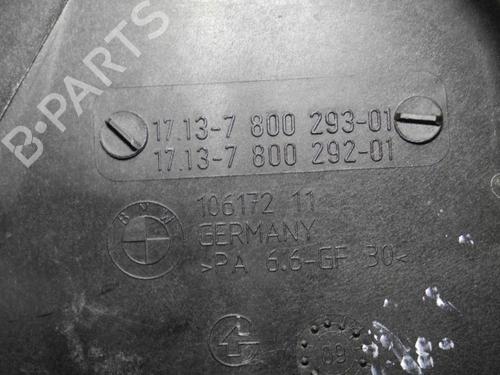 B-PARTS
17.13-7 800 293-01
17.13-7 800 292-01
BMW
106172 11
GERMANY
>PA 6.6-GF 30<
09